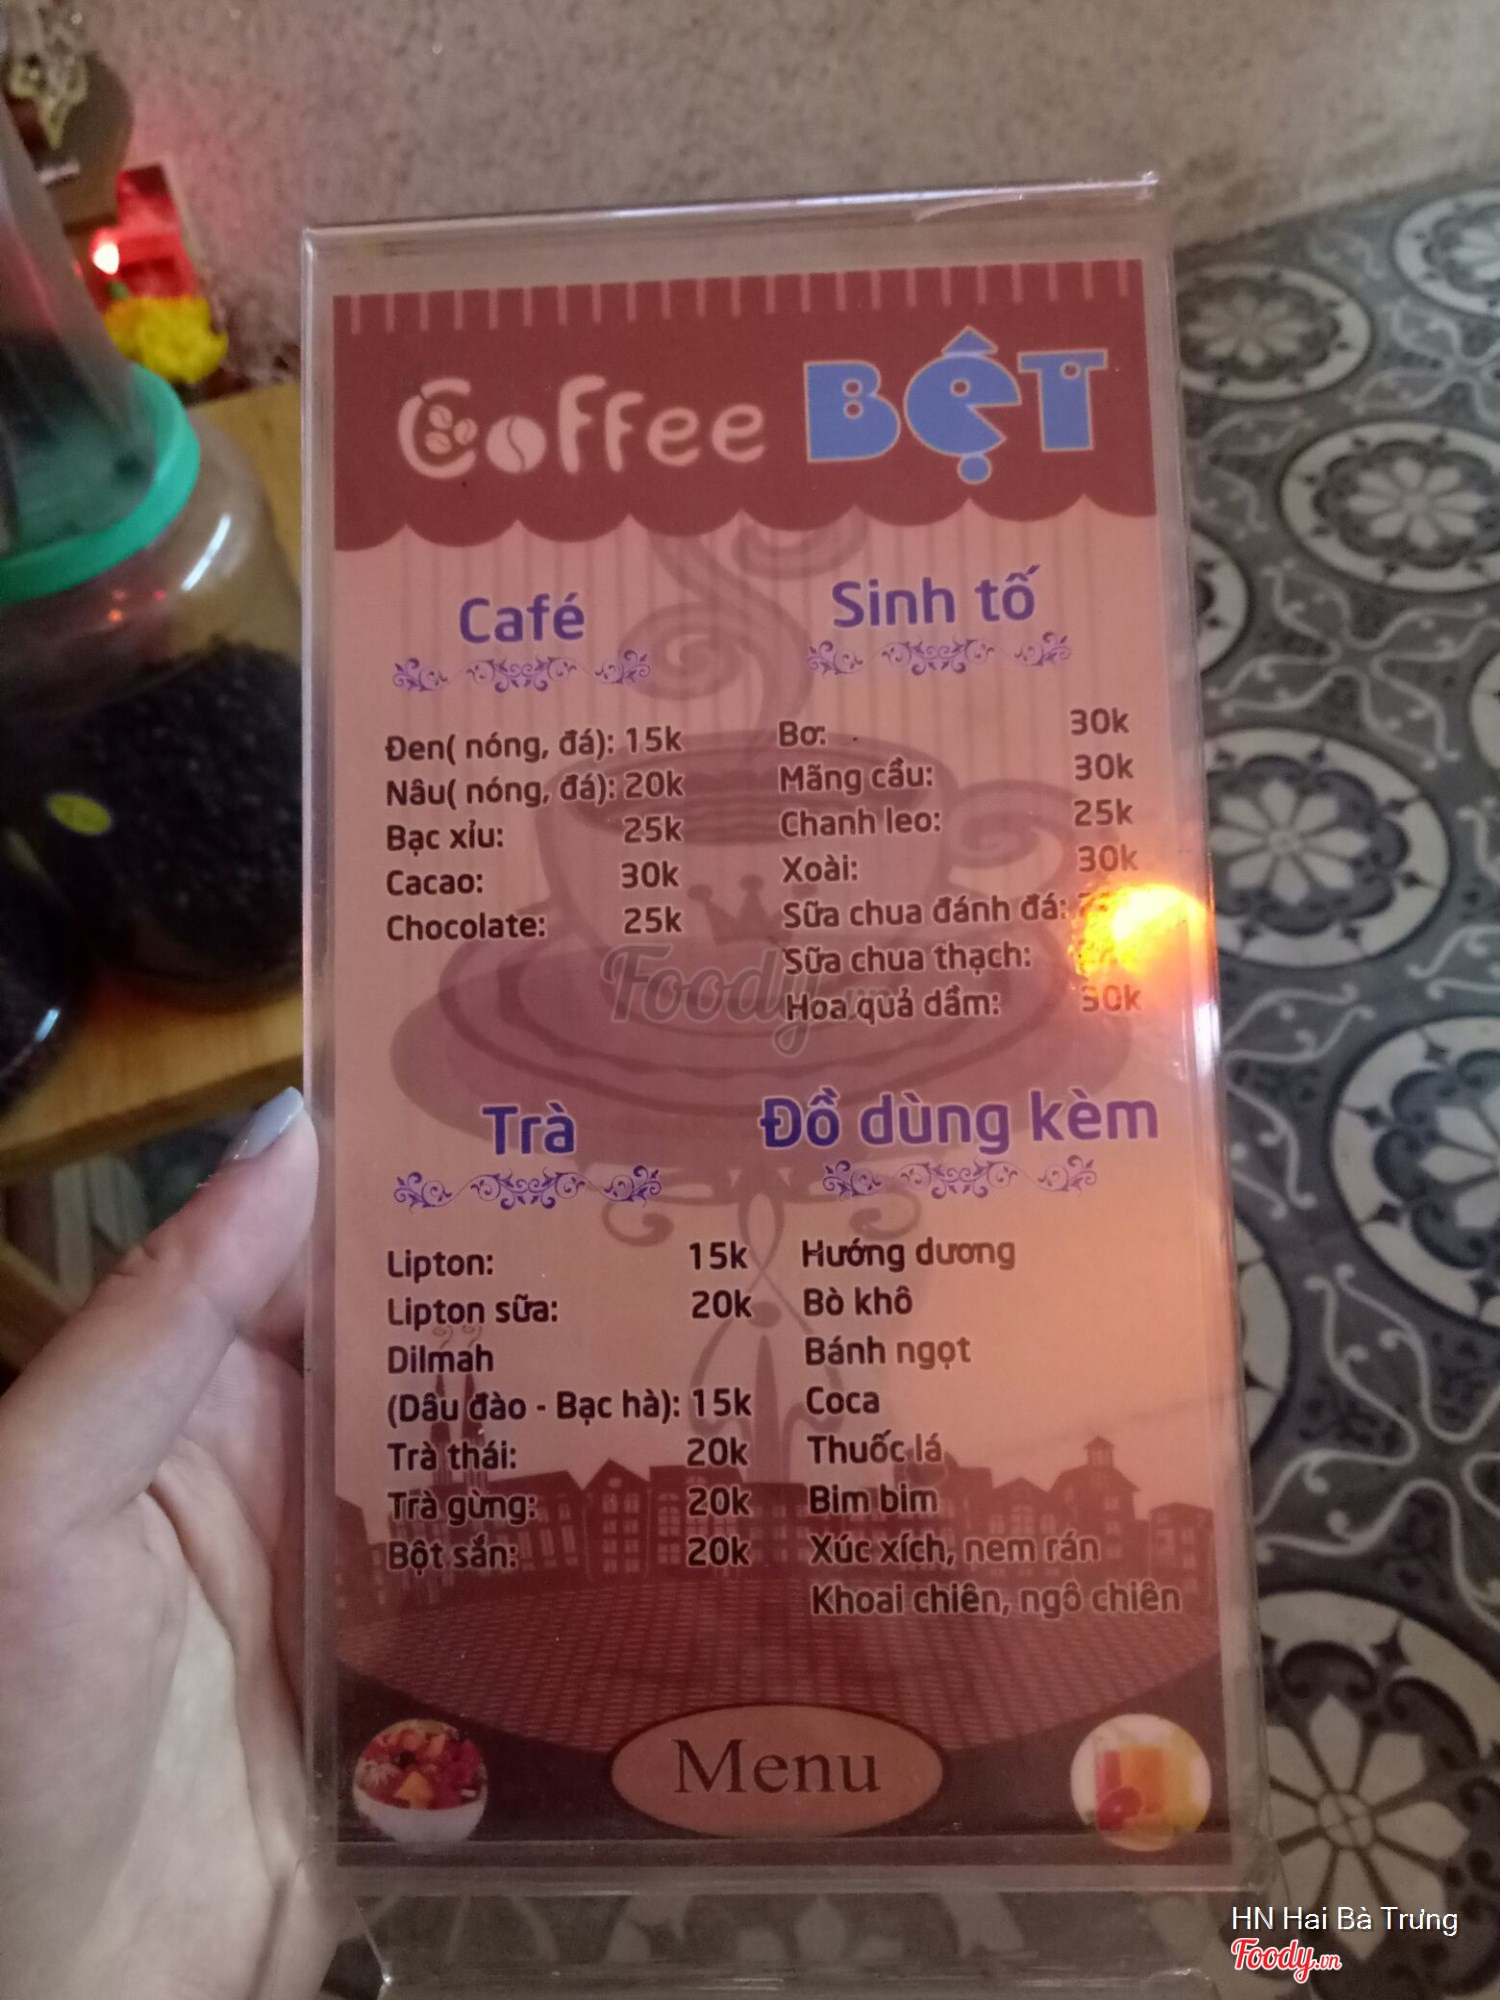 Coffee BỆT
Café
Đen( nóng, đá): 15k
Nâu( nóng, đá): 20k
Bạc xỉu: 25k
Cacao: 30k
Chocolate: 25k
Sinh tố
Bơ: 30k
Mãng cầu: 30k
Chanh leo: 25k
Xoài: 30k
Sữa chua đánh đá:
Sữa chua thạch:
Hoa quả dầm: 30k
Foody.vn
Trà
Lipton: 15k
Lipton sữa: 20k
Dilmah
(Dâu đào - Bạc hà): 15k
Trà thái: 20k
Trà gừng: 20k
Bột sắn: 20k
Đồ dùng kèm
Hướng dương
Bò khô
Bánh ngọt
Coca
Thuốc lá
Bim bim
Xúc xích, nem rán
Khoai chiên, ngô chiên
Menu
HN Hai Bà Trưng
Foody.vn